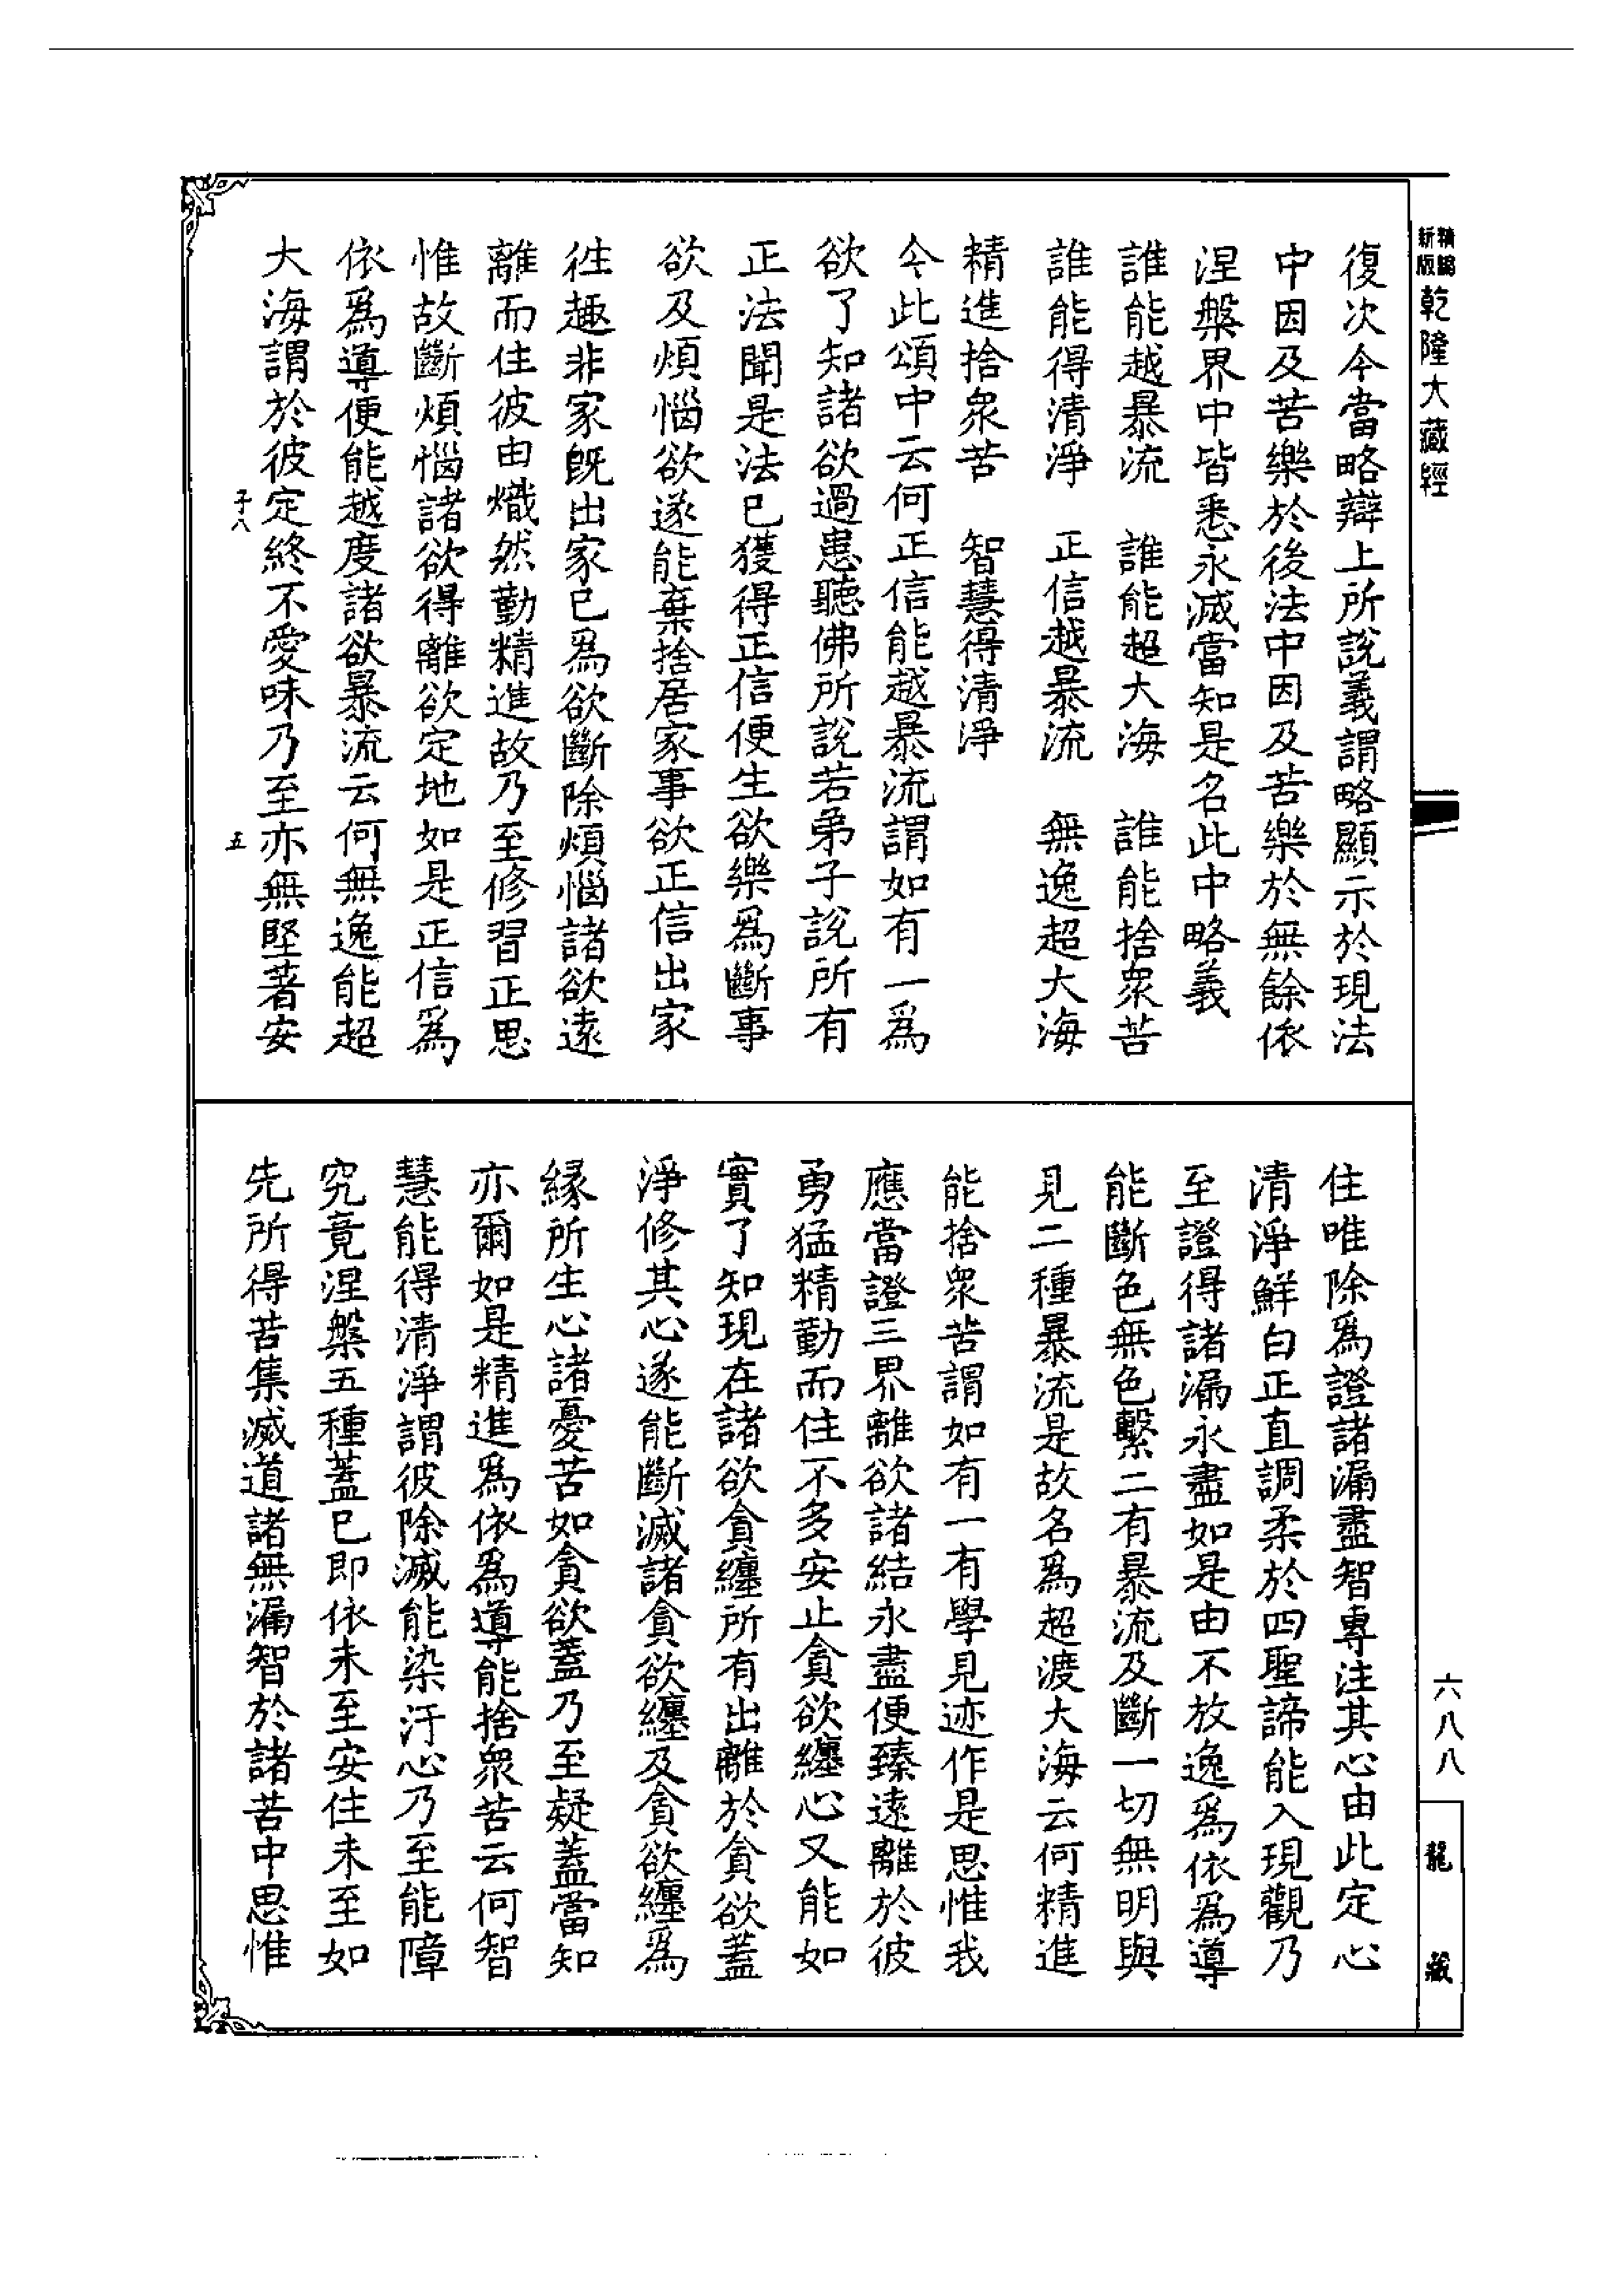 精縮新版乾隆大藏經
復次今當略辯上所說義謂略顯示於現法
中因及苦樂於後法中因及苦樂於無餘依
涅槃界中皆悉永滅當知是名此中略義
誰能越暴流　誰能超大海　誰能捨衆苦
誰能得清淨　正信越暴流　無逸超大海
精進捨衆苦　智慧得清淨
今此頌中云何正信能越暴流謂如有一爲
欲了知諸欲過患聽佛所說若弟子說所有
正法聞是法已獲得正信便生欲樂爲斷事
欲及煩惱欲遂能棄捨居家事欲正信出家
往趣非家既出家已爲欲斷除煩惱諸欲遠
離而住彼由熾然勤精進故乃至修習正思
惟故斷煩惱諸欲得離欲定地如是正信爲
依爲導便能越度諸欲暴流云何無逸能超
大海謂於彼定終不愛味乃至亦無堅著安
子八
五
住唯除爲證諸漏盡智專注其心由此定心
清淨鮮白正直調柔於四聖諦能入現觀乃
至證得諸漏永盡如是由不放逸爲依爲導
能斷色無色繫二有暴流及斷一切無明與
見二種暴流是故名爲超渡大海云何精進
能捨衆苦謂如有一有學見迹作是思惟我
應當證三界離欲諸結永盡便臻遠離於彼
勇猛精勤而住不多安止貪欲纏心又能如
實了知現在諸欲貪纏所有出離於貪欲蓋
淨修其心遂能斷滅諸貪欲纏及貪欲纏爲
緣所生心諸憂苦如貪欲蓋乃至疑蓋當知
亦爾如是精進爲依爲導能捨衆苦云何智
慧能得清淨謂彼除滅能染汙心乃至能障
究竟涅槃五種蓋已即依未至安住未至如
先所得苦集滅道諸無漏智於諸苦中思惟
六八八
龍藏